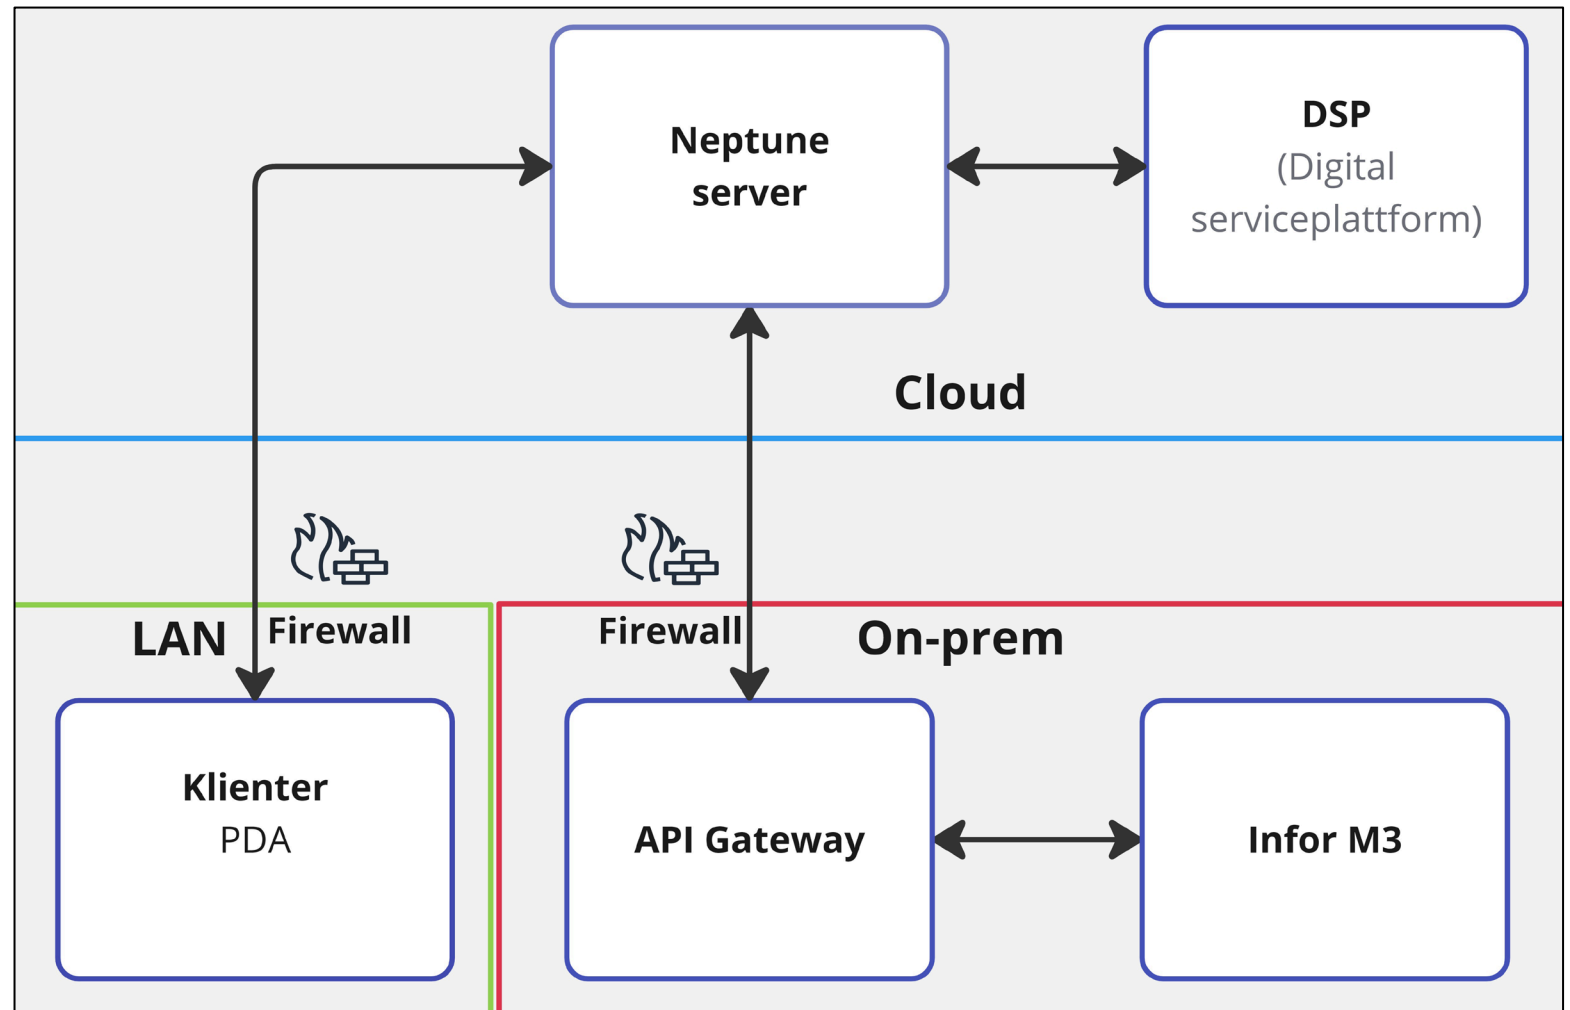 Neptune
server
DSP
(Digital
serviceplattform)
Cloud
LAN
Firewall
Firewall
On-prem
Klienter
PDA
API Gateway
Infor M3